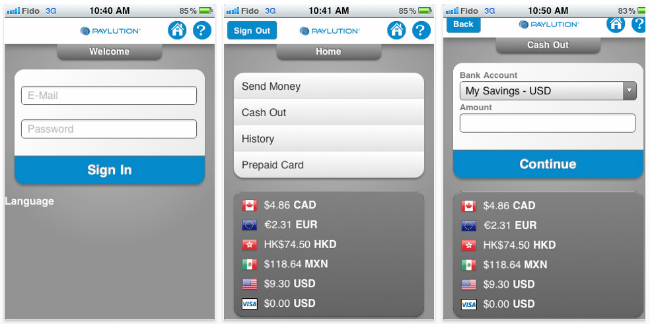 Fido 3G 10:40 AM 85%
PAYLUTION
Welcome
E-Mail
Password
Sign In
Language
Fido 3G 10:41 AM 85%
Sign Out PAYLUTION
Home
Send Money
Cash Out
History
Prepaid Card
$4.86 CAD
€2.31 EUR
HK$74.50 HKD
$118.64 MXN
$9.30 USD
VISA $0.00 USD
Fido 3G 10:50 AM 83%
Back PAYLUTION
Cash Out
Bank Account
My Savings - USD
Amount
Continue
$4.86 CAD
€2.31 EUR
HK$74.50 HKD
$118.64 MXN
$9.30 USD
VISA $0.00 USD